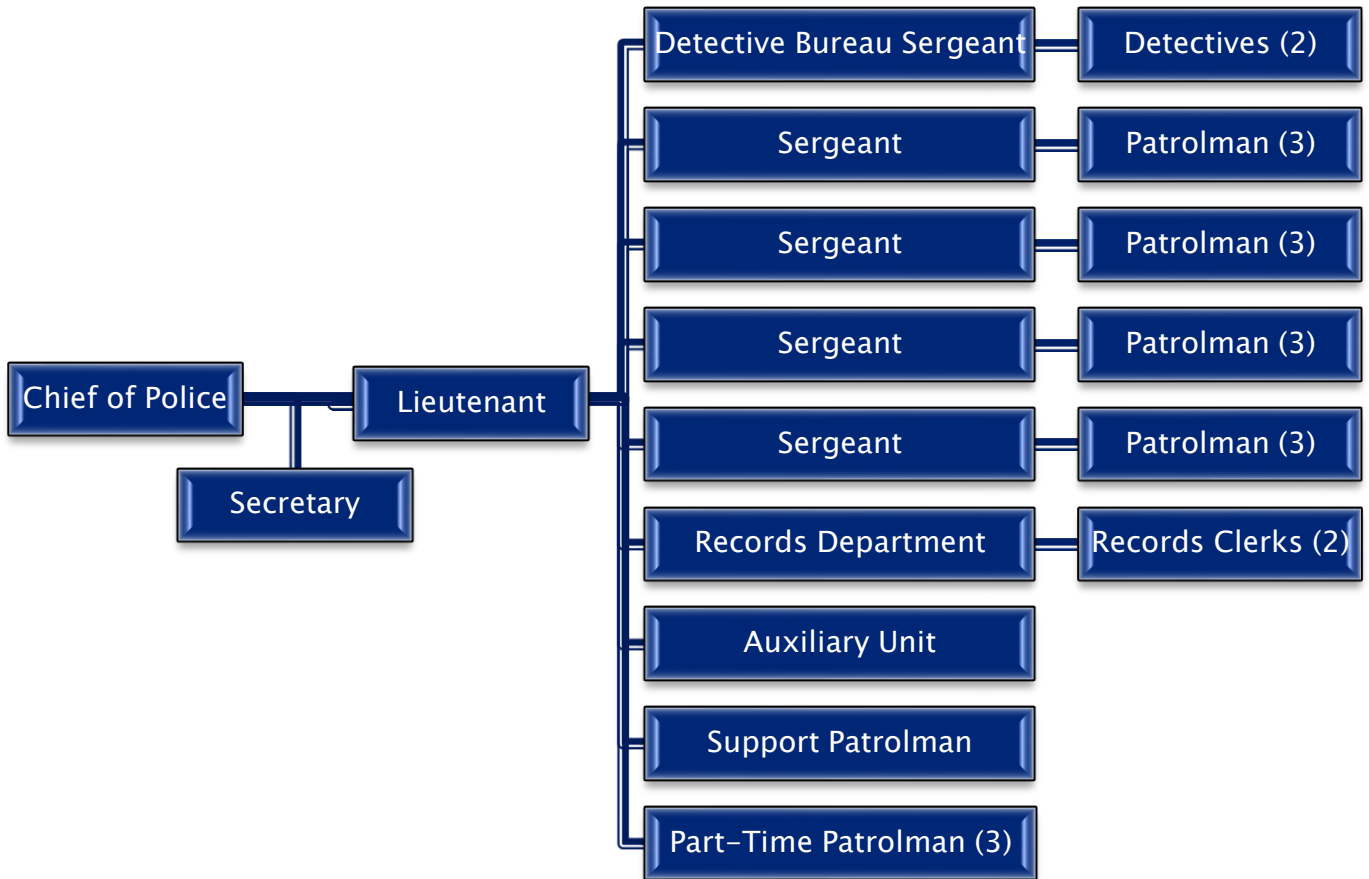 Detective Bureau Sergeant
Detectives (2)
Sergeant
Patrolman (3)
Sergeant
Patrolman (3)
Sergeant
Patrolman (3)
Chief of Police
Lieutenant
Sergeant
Patrolman (3)
Secretary
Records Department
Records Clerks (2)
Auxiliary Unit
Support Patrolman
Part-Time Patrolman (3)